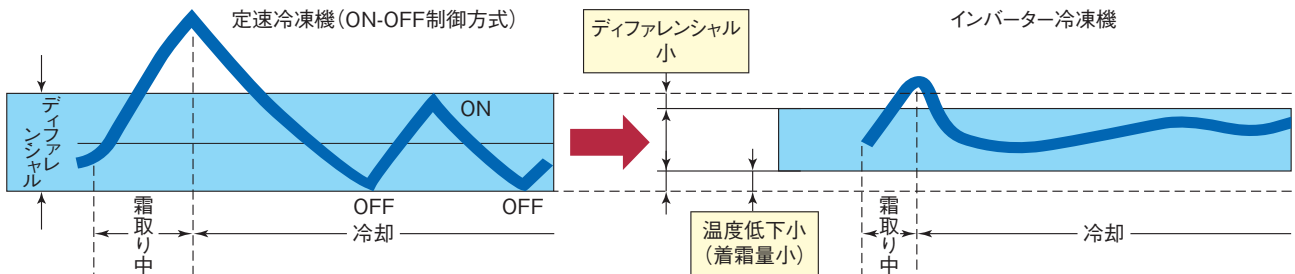 定速冷凍機（ON-OFF制御方式）
ディファレンシャル
ON
OFF
OFF
霜取り中
冷却
ディファレンシャル
小
温度低下小
（着霜量小）
インバーター冷凍機
霜取り中
冷却